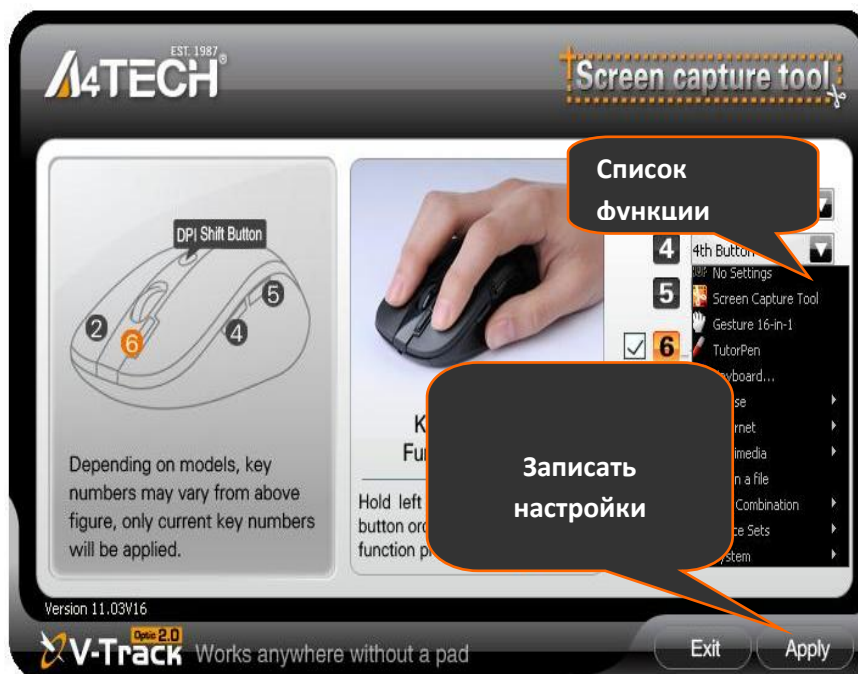 EST. 1987
A4TECH®
Screen capture tool
Список
функции
DPI Shift Button
2
6
4
5
Depending on models, key
numbers may vary from above
figure, only current key numbers
will be applied.
Hold left
button
function
4
4th Button
5
6
No Settings
Screen Capture Tool
Gesture 16-in-1
TutorPen
Combination
Записать
настройки
Version 11.03V16
V-Track Optic 2.0 Works anywhere without a pad
Exit
Apply